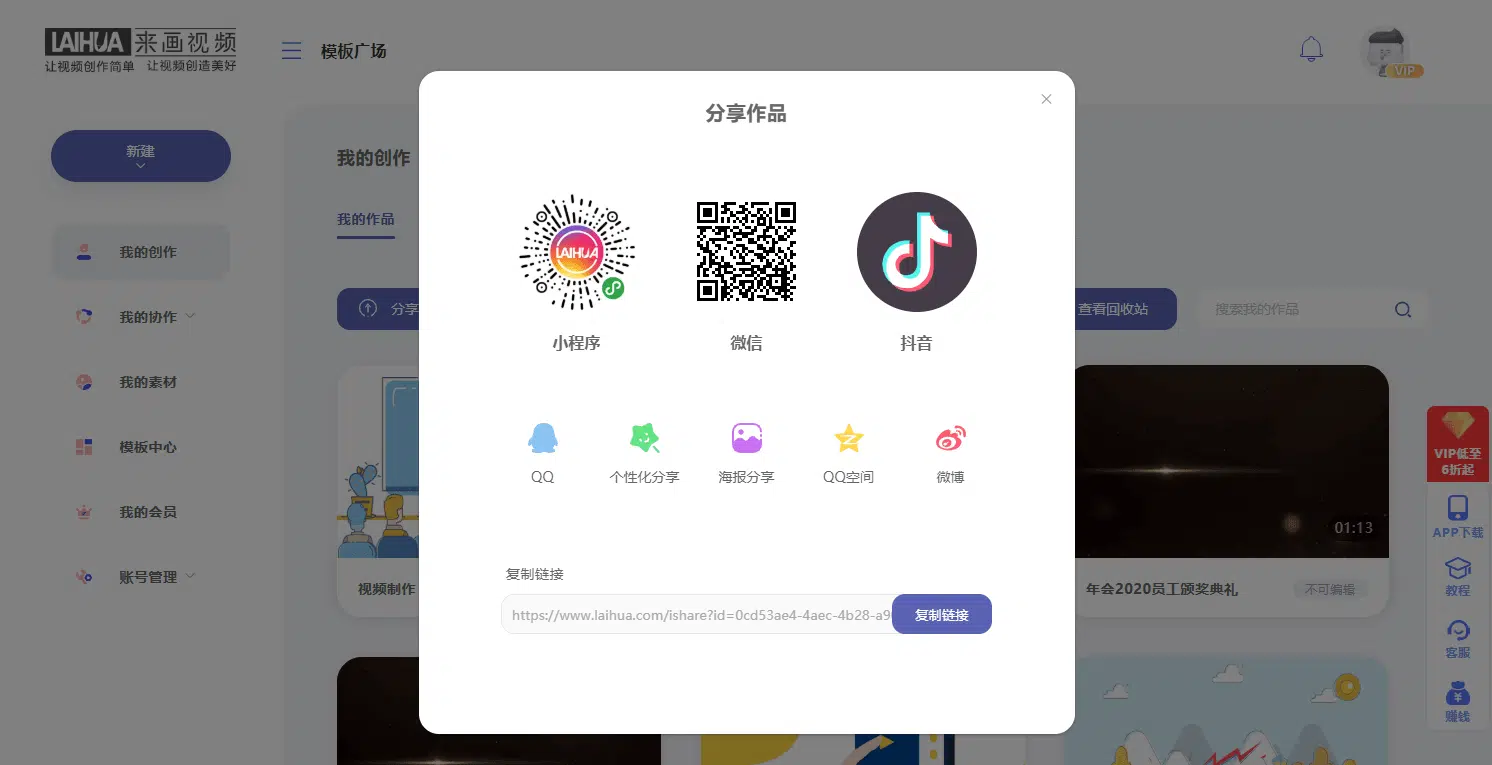 LAIHUA 来画视频
让视频创作简单 让视频创造美好
模板广场
VIP
新建
我的创作
我的协作
我的素材
模板中心
我的会员
账号管理
我的创作
我的作品
分享
查看回收站
搜索我的作品
视频制作
01:13
年会2020员工颁奖典礼
不可编辑
分享作品
LAIHUA
小程序
微信
抖音
QQ
个性化分享
海报分享
QQ空间
微博
复制链接
https://www.laihua.com/ishare?id=0cd53ae4-4aec-4b28-a9
复制链接
VIP低至
6折起
APP下载
教程
客服
赚钱